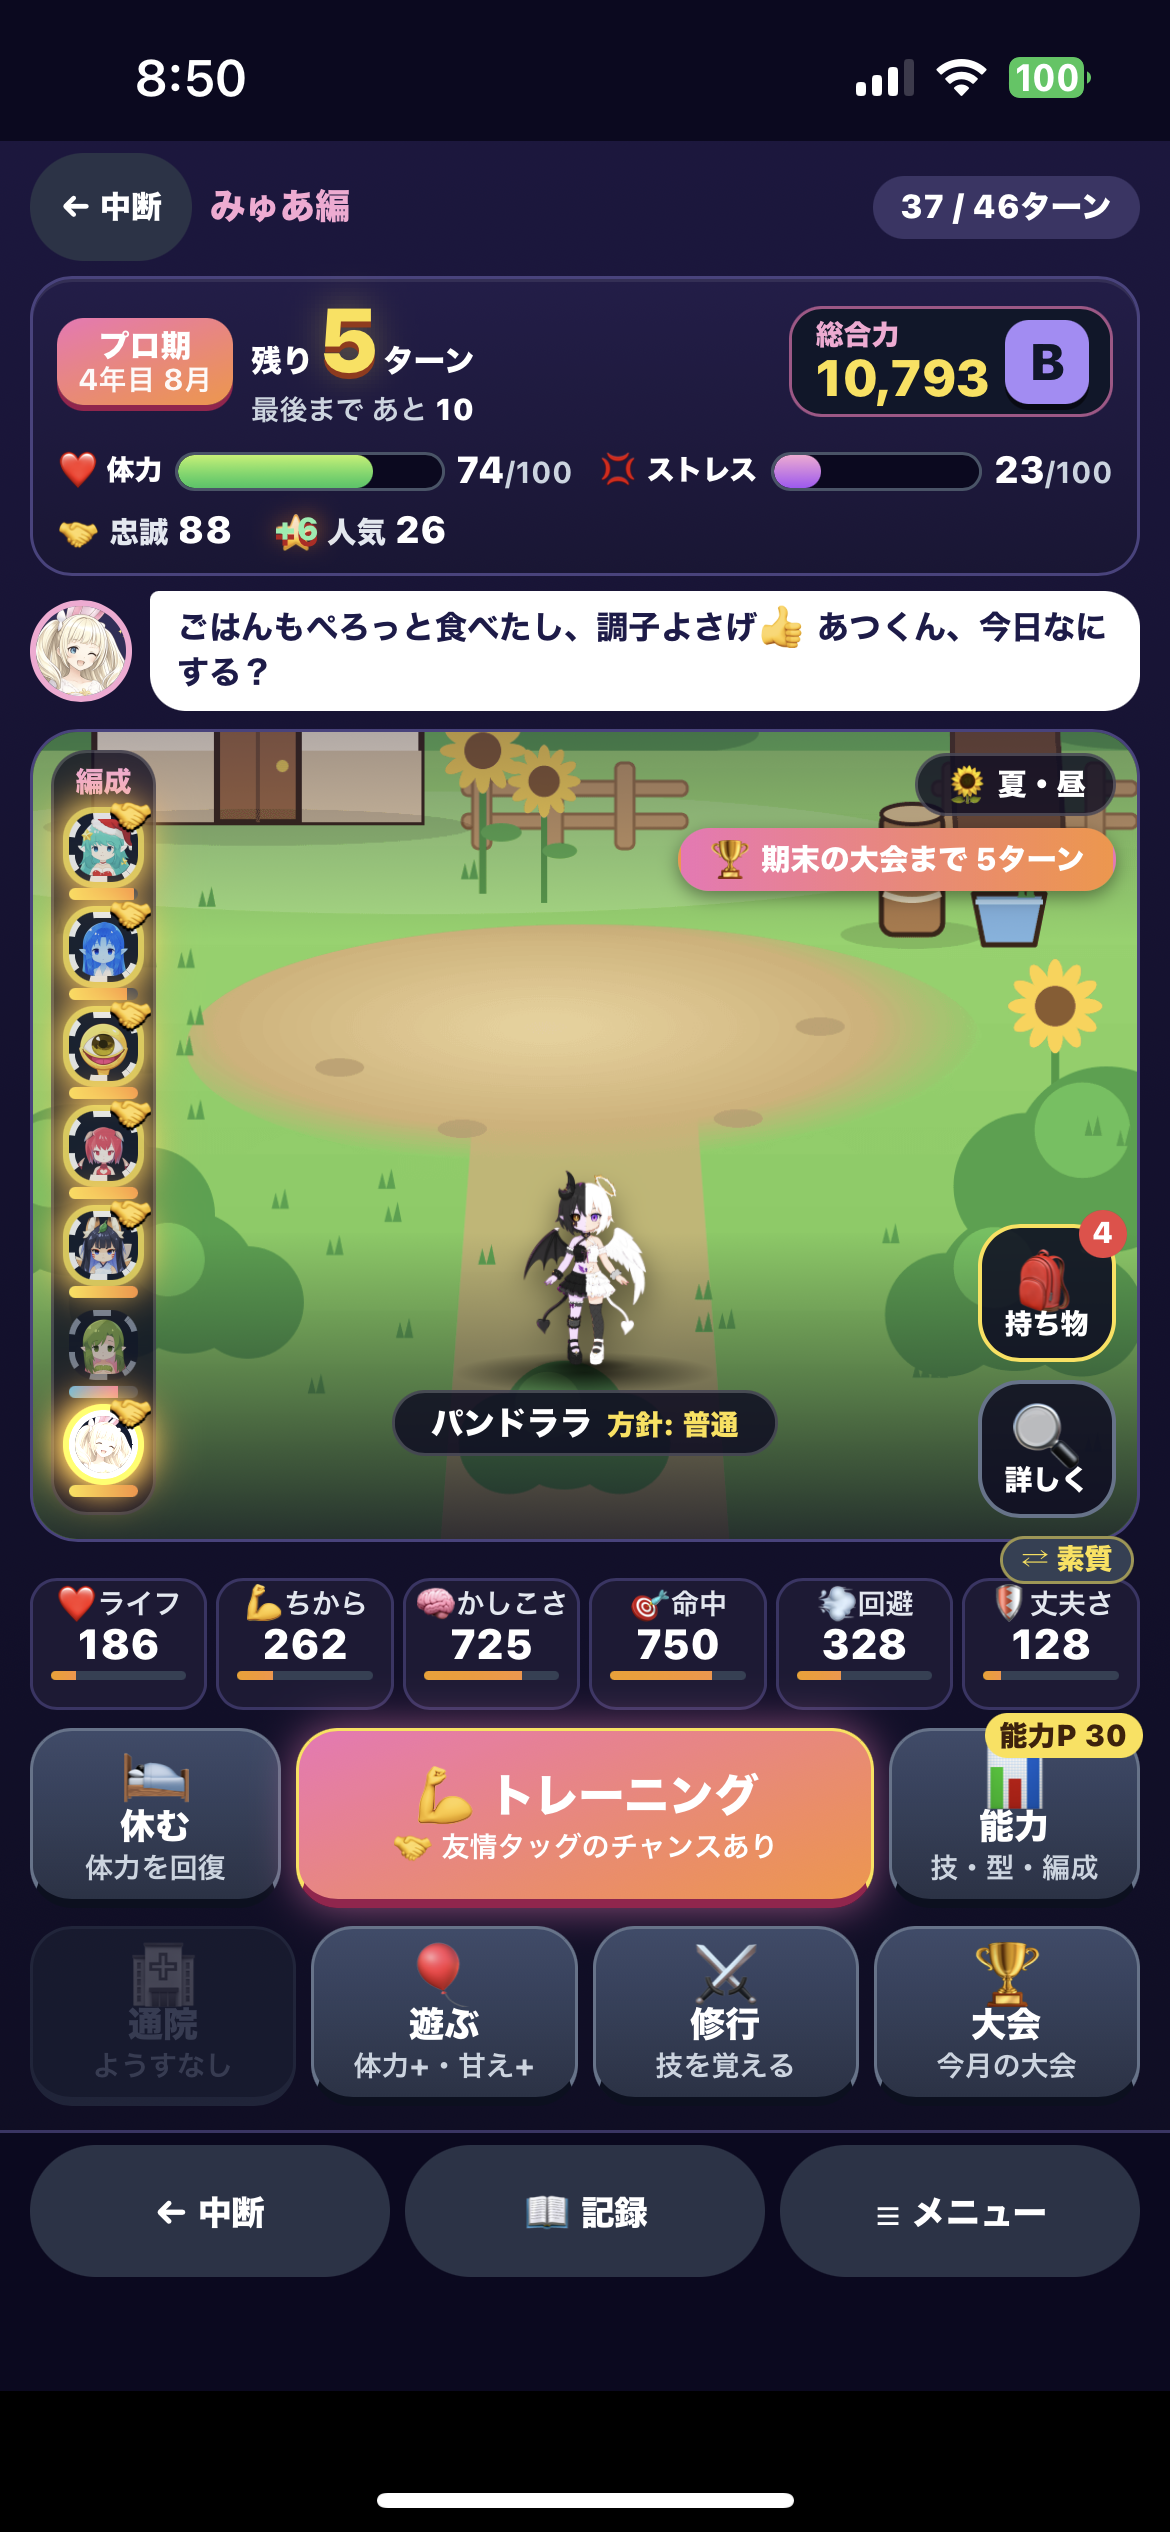 8:50
100
← 中断
みゅあ編
37 / 46ターン
プロ期
4年目 8月
残り 5 ターン
最後まで あと 10
総合力
10,793
B
体力 74/100
ストレス 23/100
忠誠 88
+6 人気 26
ごはんもぺろっと食べたし、調子よさげ👍 あつくん、今日なに
する？
編成
🌻 夏・昼
🏆 期末の大会まで 5ターン
4
持ち物
詳しく
パンドララ 方針: 普通
⇄ 素質
ライフ
186
ちから
262
かしこさ
725
命中
750
回避
328
丈夫さ
128
休む
体力を回復
トレーニング
友情タッグのチャンスあり
能力P 30
能力
技・型・編成
通院
ようすなし
遊ぶ
体力+・甘え+
修行
技を覚える
大会
今月の大会
← 中断
記録
≡ メニュー